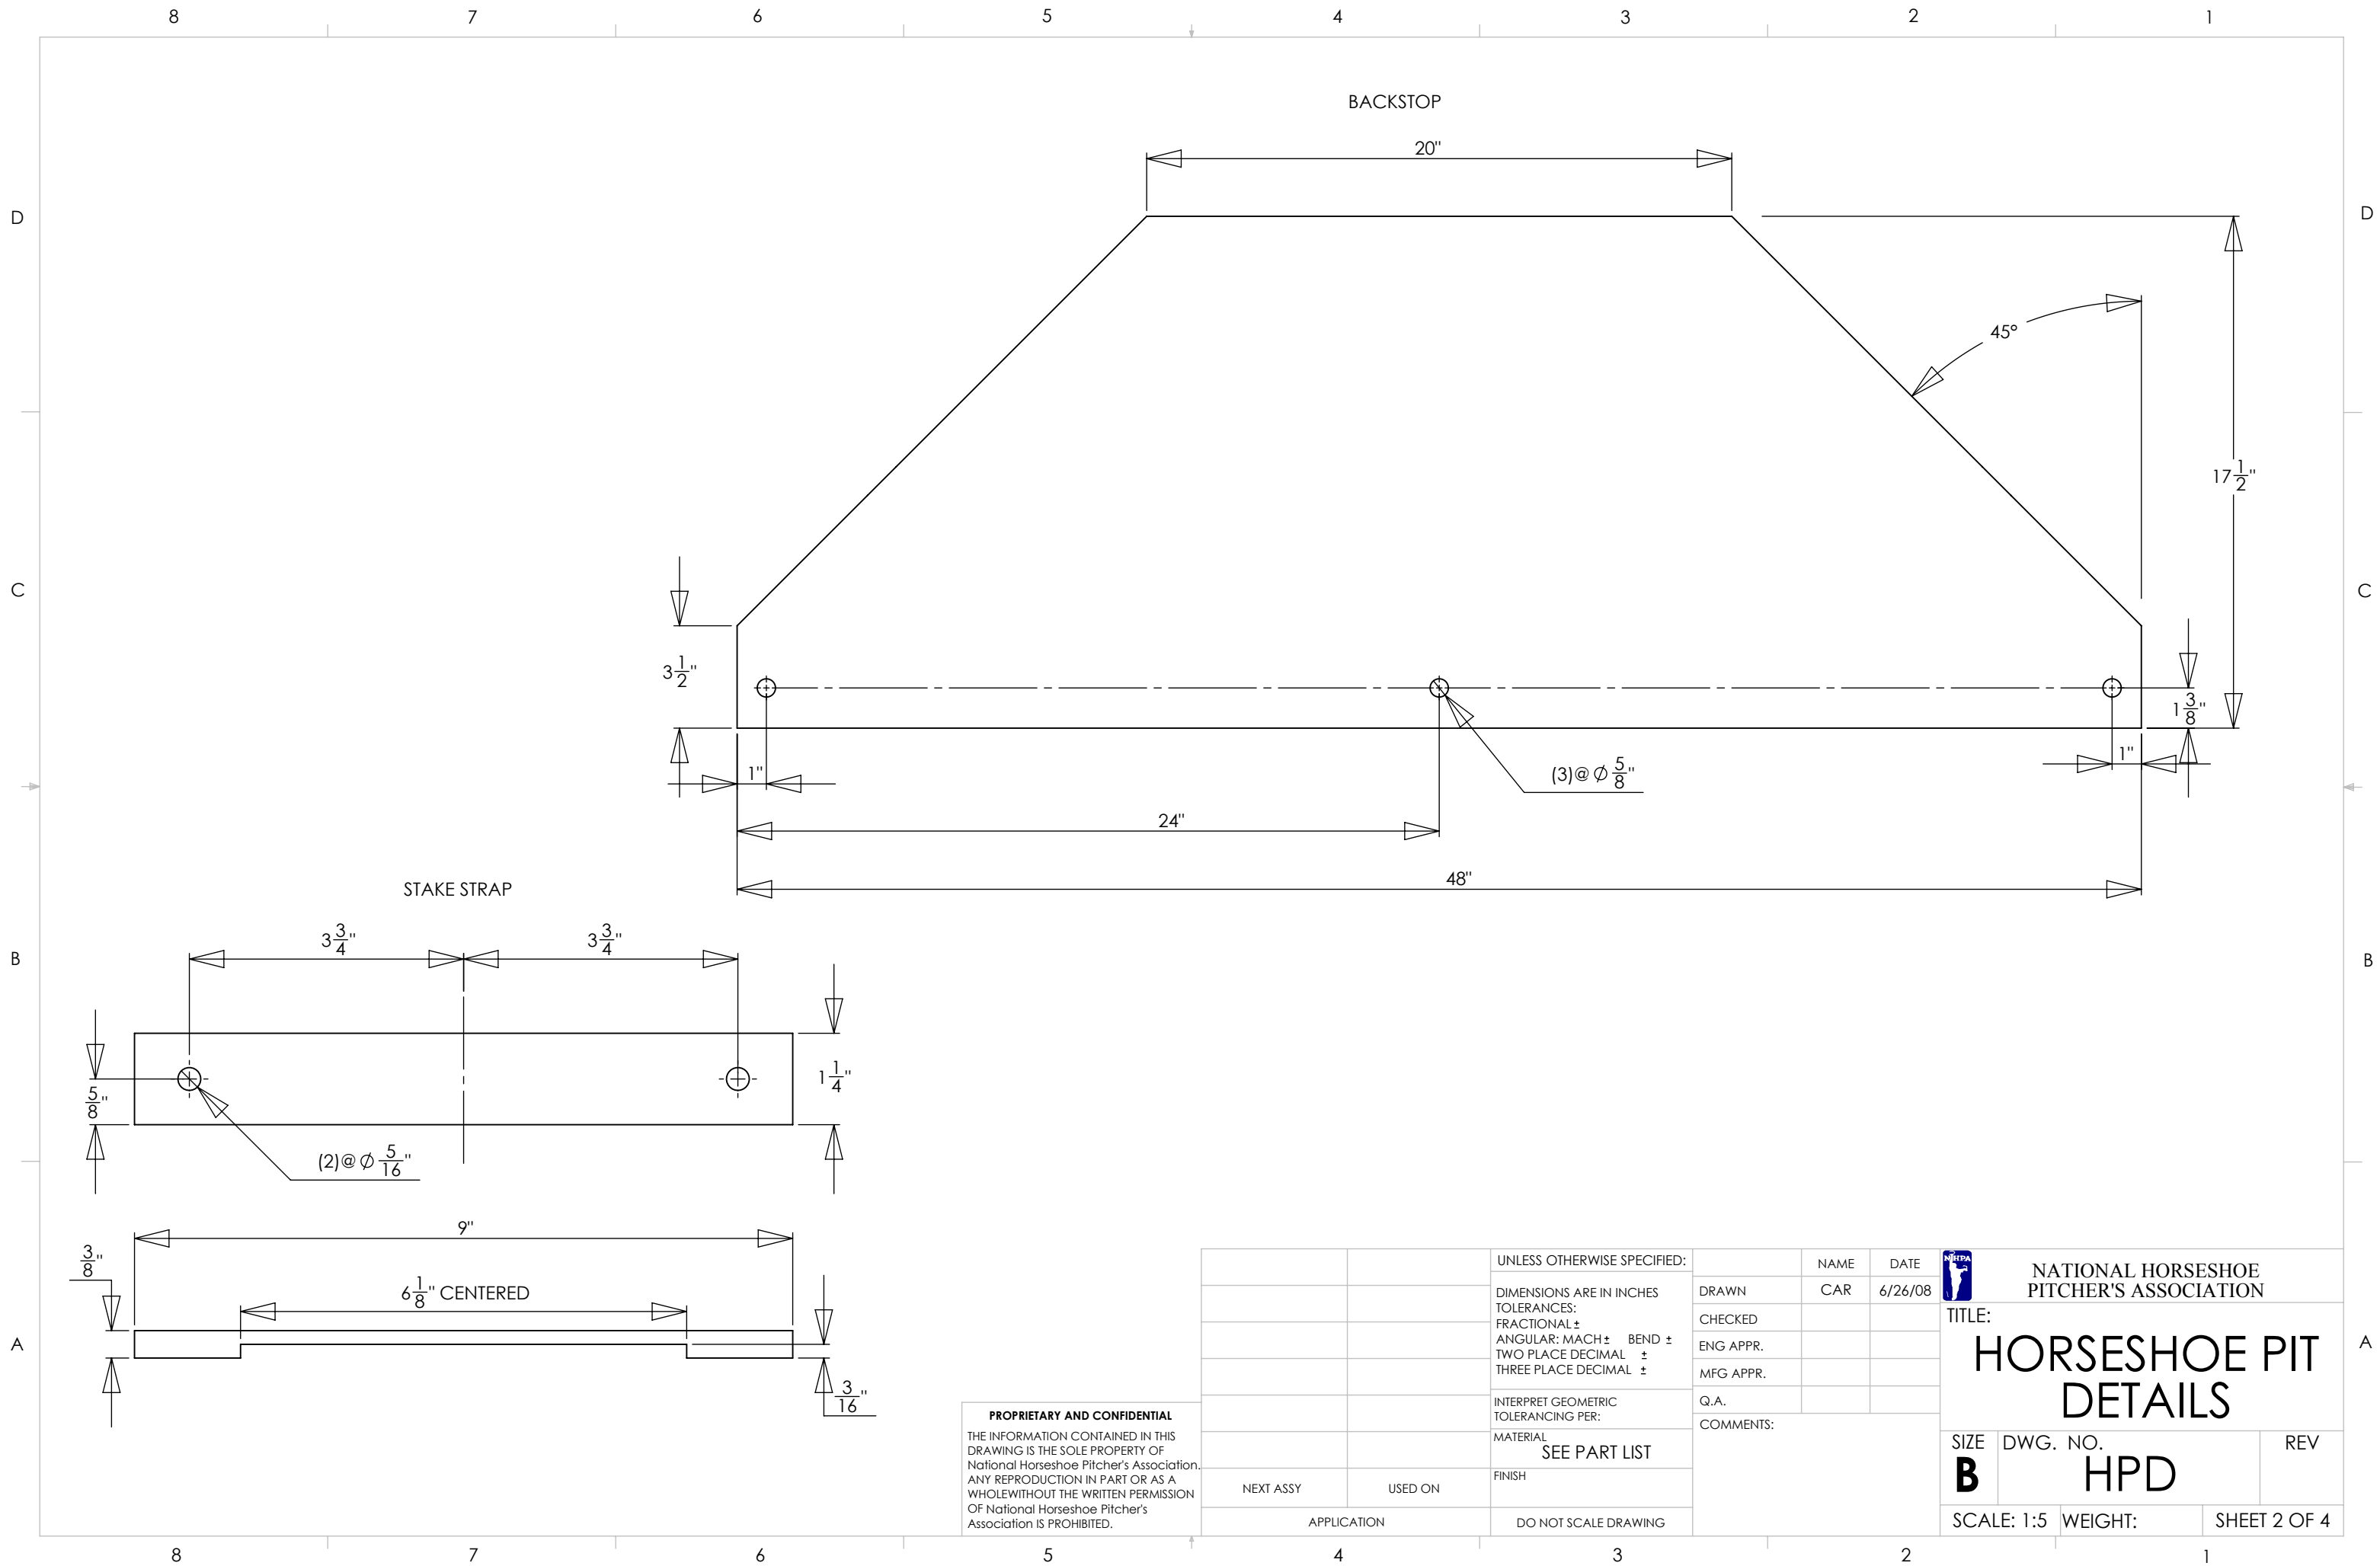 8 7 6 5 4 3 2 1
BACKSTOP
20"
D D
45°
17 1/2"
C C
3 1/2"
1 3/8"
1" 1"
(3)@ Ø 5/8"
24"
48"
STAKE STRAP
3 3/4" 3 3/4"
B B
1 1/4"
5/8"
(2)@ Ø 5/16"
9"
3/8"
6 1/8" CENTERED
A A
3/16"
PROPRIETARY AND CONFIDENTIAL
THE INFORMATION CONTAINED IN THIS
DRAWING IS THE SOLE PROPERTY OF
National Horseshoe Pitcher's Association.
ANY REPRODUCTION IN PART OR AS A
WHOLEWITHOUT THE WRITTEN PERMISSION
OF National Horseshoe Pitcher's
Association IS PROHIBITED.
NEXT ASSY USED ON
APPLICATION
UNLESS OTHERWISE SPECIFIED:
DIMENSIONS ARE IN INCHES
TOLERANCES:
FRACTIONAL ±
ANGULAR: MACH ± BEND ±
TWO PLACE DECIMAL ±
THREE PLACE DECIMAL ±
INTERPRET GEOMETRIC
TOLERANCING PER:
MATERIAL
SEE PART LIST
FINISH
DO NOT SCALE DRAWING
NAME DATE
DRAWN CAR 6/26/08
CHECKED
ENG APPR.
MFG APPR.
Q.A.
COMMENTS:
NHPA
NATIONAL HORSESHOE
PITCHER'S ASSOCIATION
TITLE:
HORSESHOE PIT
DETAILS
SIZE DWG. NO. REV
B HPD
SCALE: 1:5 WEIGHT: SHEET 2 OF 4
8 7 6 5 4 3 2 1